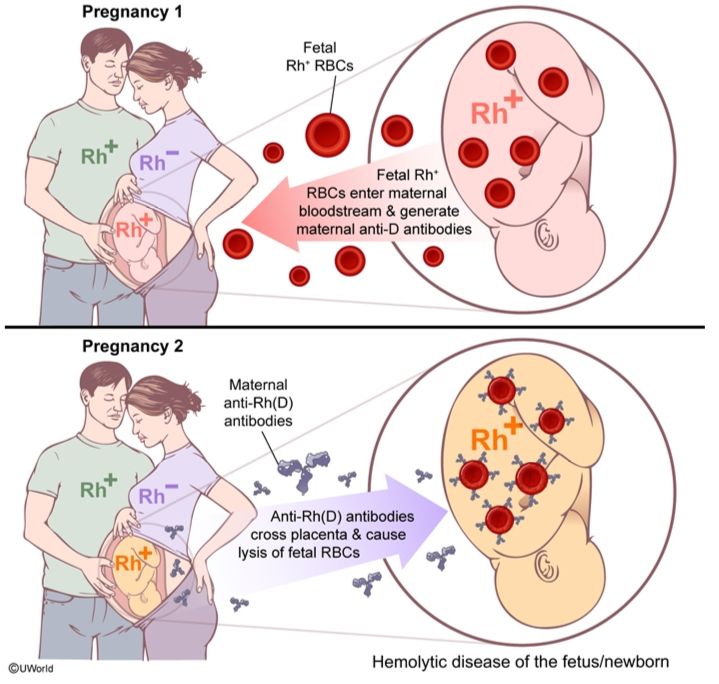 Pregnancy 1
Fetal
Rh⁺ RBCs
Rh+
Rh−
Rh+
Rh+
Fetal Rh⁺
RBCs enter maternal
bloodstream & generate
maternal anti-D antibodies
Pregnancy 2
Maternal
anti-Rh(D)
antibodies
Rh+
Rh−
Rh+
Rh+
Anti-Rh(D) antibodies
cross placenta & cause
lysis of fetal RBCs
©UWorld
Hemolytic disease of the fetus/newborn